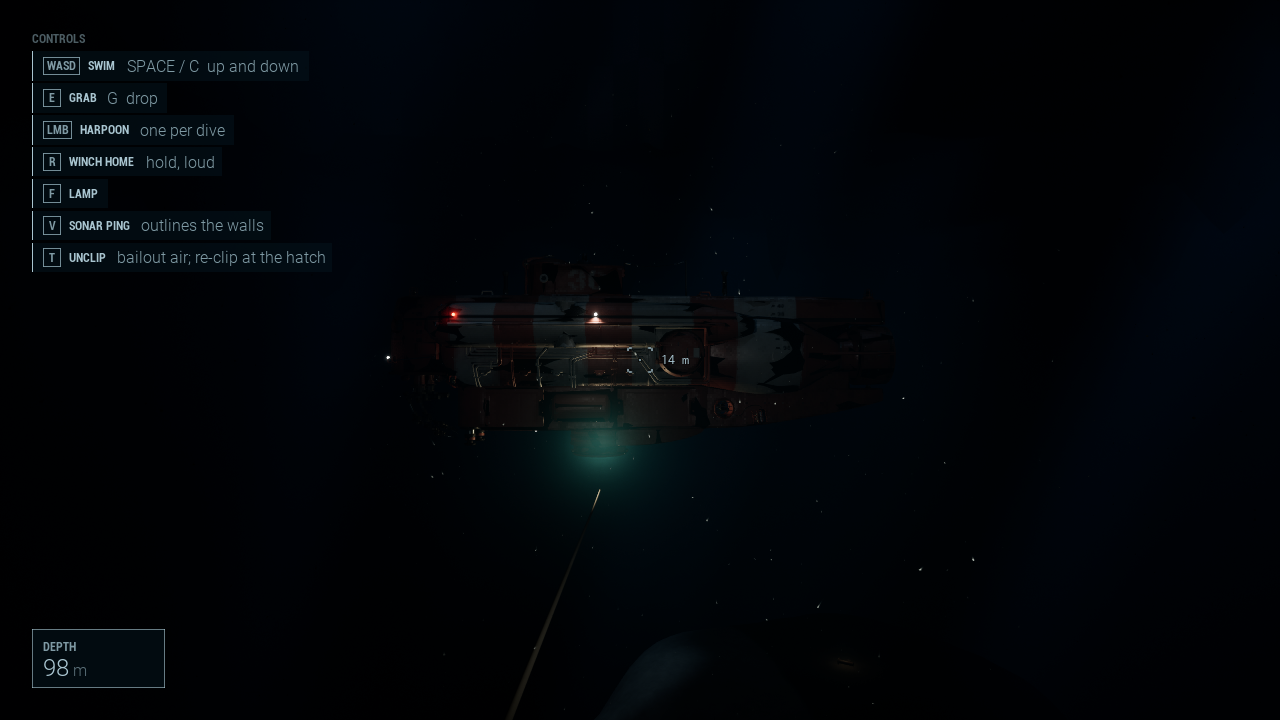 CONTROLS
WASD SWIM SPACE / C up and down
E GRAB G drop
LMB HARPOON one per dive
R WINCH HOME hold, loud
F LAMP
V SONAR PING outlines the walls
T UNCLIP bailout air; re-clip at the hatch
14 m
DEPTH
98 m